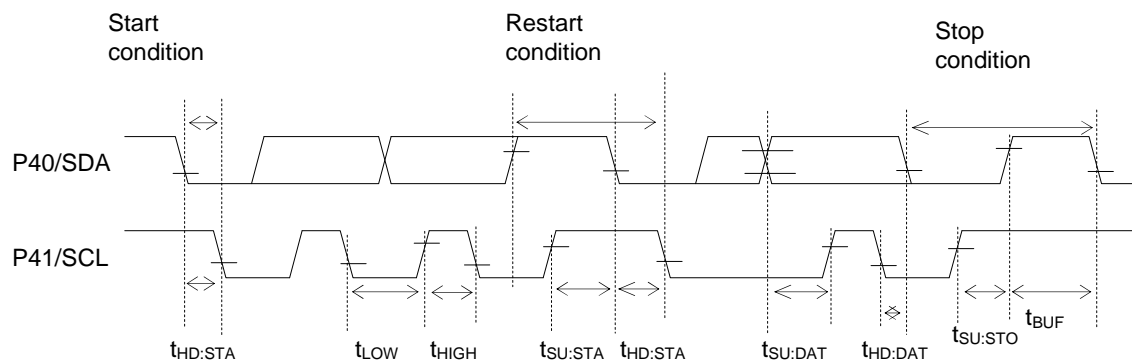 Start
condition
Restart
condition
Stop
condition
P40/SDA
P41/SCL
tHD:STA
tLOW
tHIGH
tSU:STA
tHD:STA
tSU:DAT
tHD:DAT
tSU:STO
tBUF